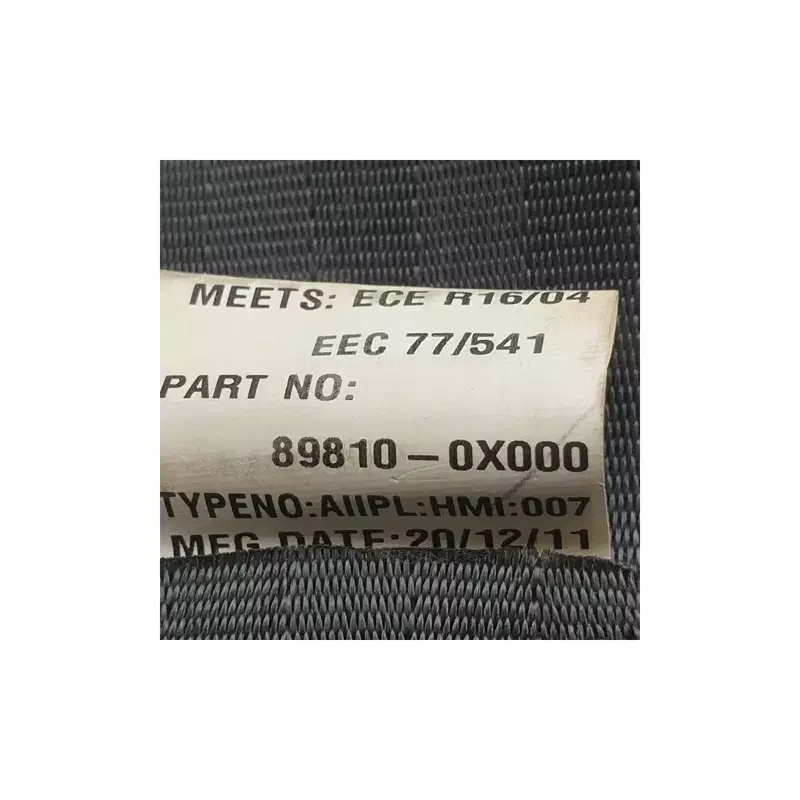 MEETS: ECE R16/04
EEC 77/541
PART NO:
89810-0X000
TYPENO:AIIPL:HMI:007
MFG DATE:20/12/11